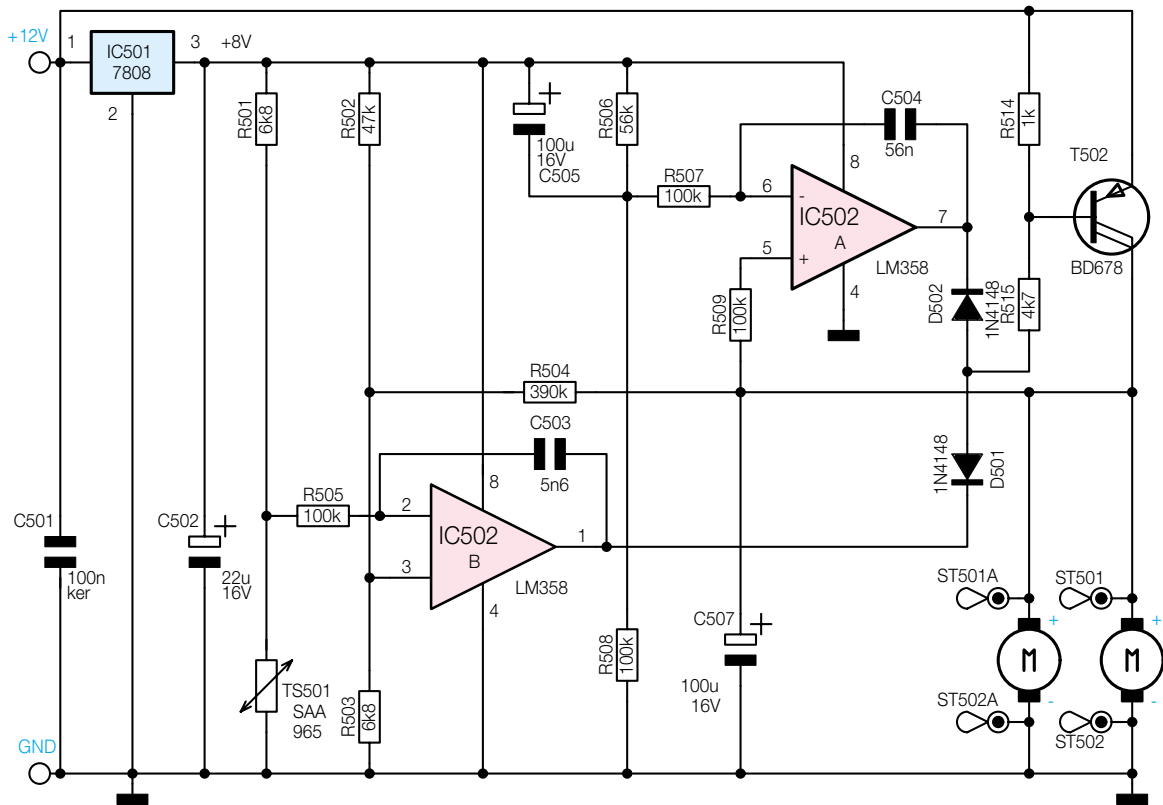 +12V
1
IC501
7808
3
+8V
2
R501
6k8
R502
47k
+
100u
16V
C505
R506
56k
C504
56n
R514
1k
T502
BD678
R507
100k
6
-
IC502
A
8
7
5
+
4
LM358
R509
100k
D502
1N4148
R515
4k7
R504
390k
C503
5n6
1N4148
D501
R505
100k
2
8
IC502
B
3
1
LM358
4
C501
100n
ker
C502
+
22u
16V
TS501
SAA
965
R503
6k8
R508
100k
C507
+
100u
16V
ST501A
ST501
+
+
M
M
ST502A
-
-
ST502
GND